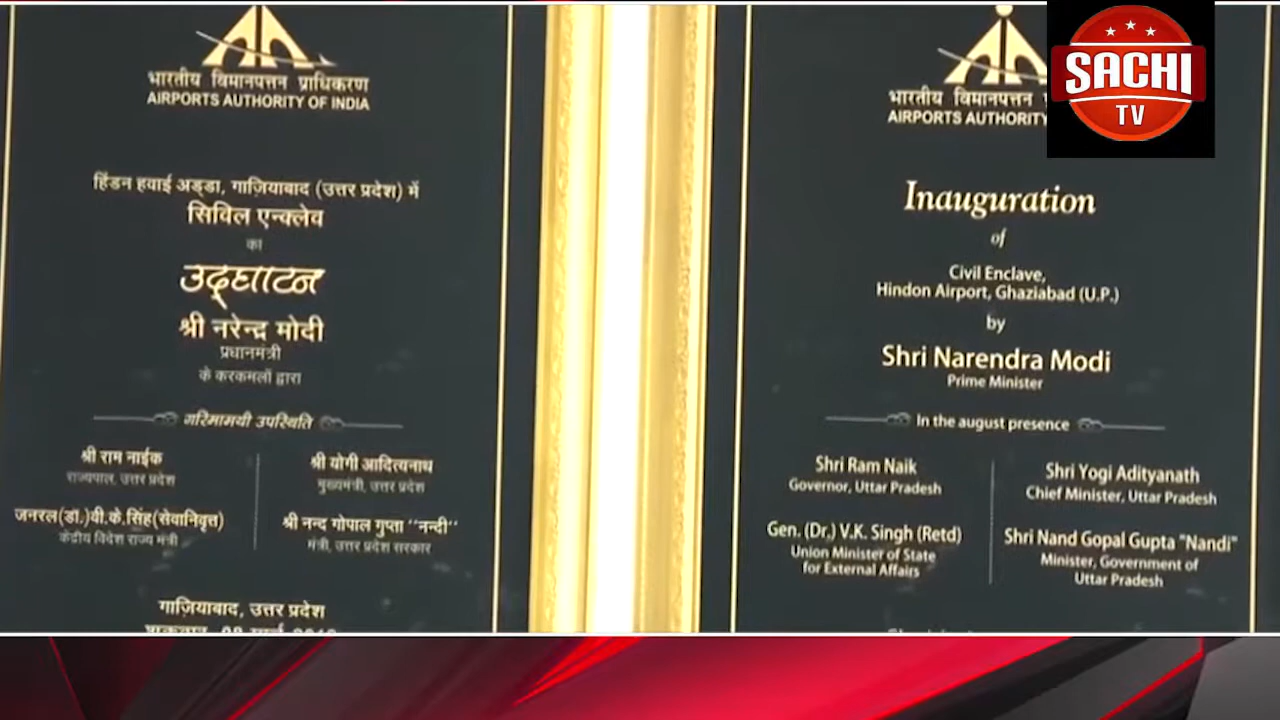 भारतीय विमानपत्तन प्राधिकरण
AIRPORTS AUTHORITY OF INDIA
हिंडन हवाई अड्डा, गाज़ियाबाद (उत्तर प्रदेश) में
सिविल एन्क्लेव
का
उद्घाटन
श्री नरेन्द्र मोदी
प्रधानमंत्री
के करकमलों द्वारा
गरिमामयी उपस्थिति
श्री राम नाईक
राज्यपाल, उत्तर प्रदेश
श्री योगी आदित्यनाथ
मुख्यमंत्री, उत्तर प्रदेश
जनरल(डा.)वी.के.सिंह(सेवानिवृत्त)
केंद्रीय विदेश राज्य मंत्री
श्री नन्द गोपाल गुप्ता "नन्दी"
मंत्री, उत्तर प्रदेश सरकार
गाज़ियाबाद, उत्तर प्रदेश
भारतीय विमानपत्तन
AIRPORTS AUTHORITY
Inauguration
of
Civil Enclave,
Hindon Airport, Ghaziabad (U.P.)
by
Shri Narendra Modi
Prime Minister
In the august presence
Shri Ram Naik
Governor, Uttar Pradesh
Shri Yogi Adityanath
Chief Minister, Uttar Pradesh
Gen. (Dr.) V.K. Singh (Retd)
Union Minister of State
for External Affairs
Shri Nand Gopal Gupta "Nandi"
Minister, Government of
Uttar Pradesh
SACHI
TV